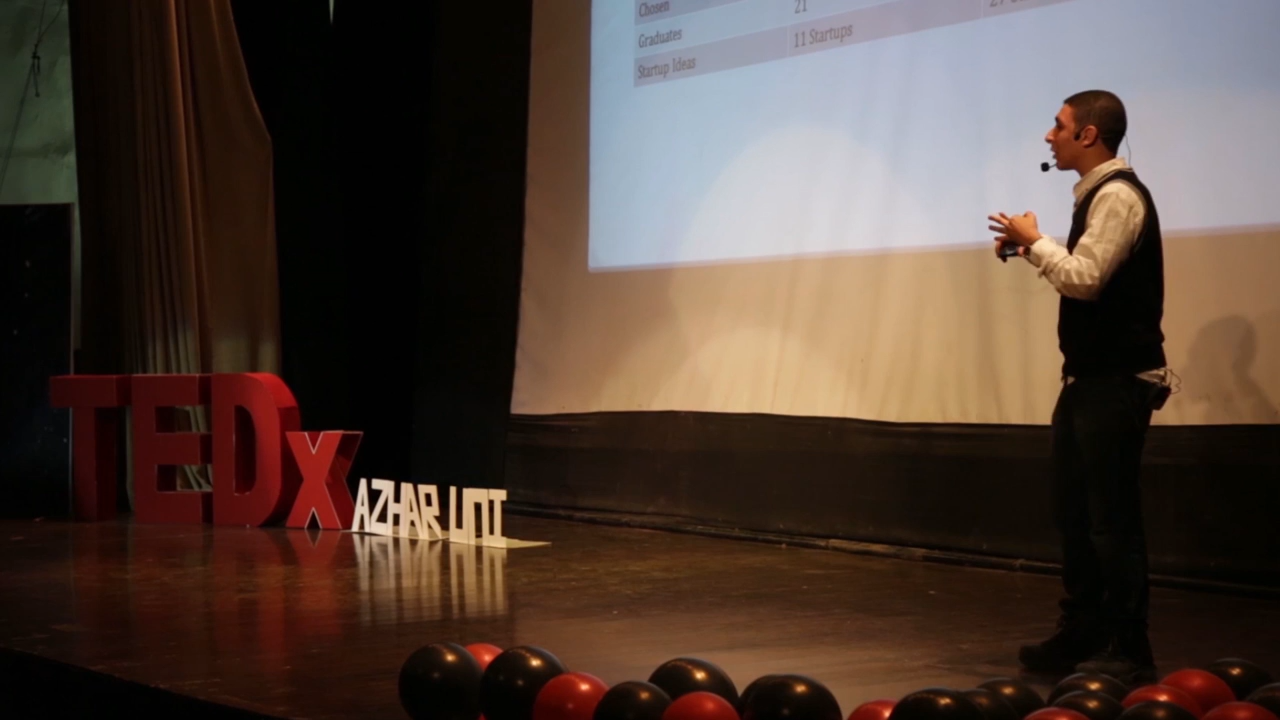 Chosen 21
Graduates 11 Startups
Startup Ideas
TEDx
AZHAR UNI